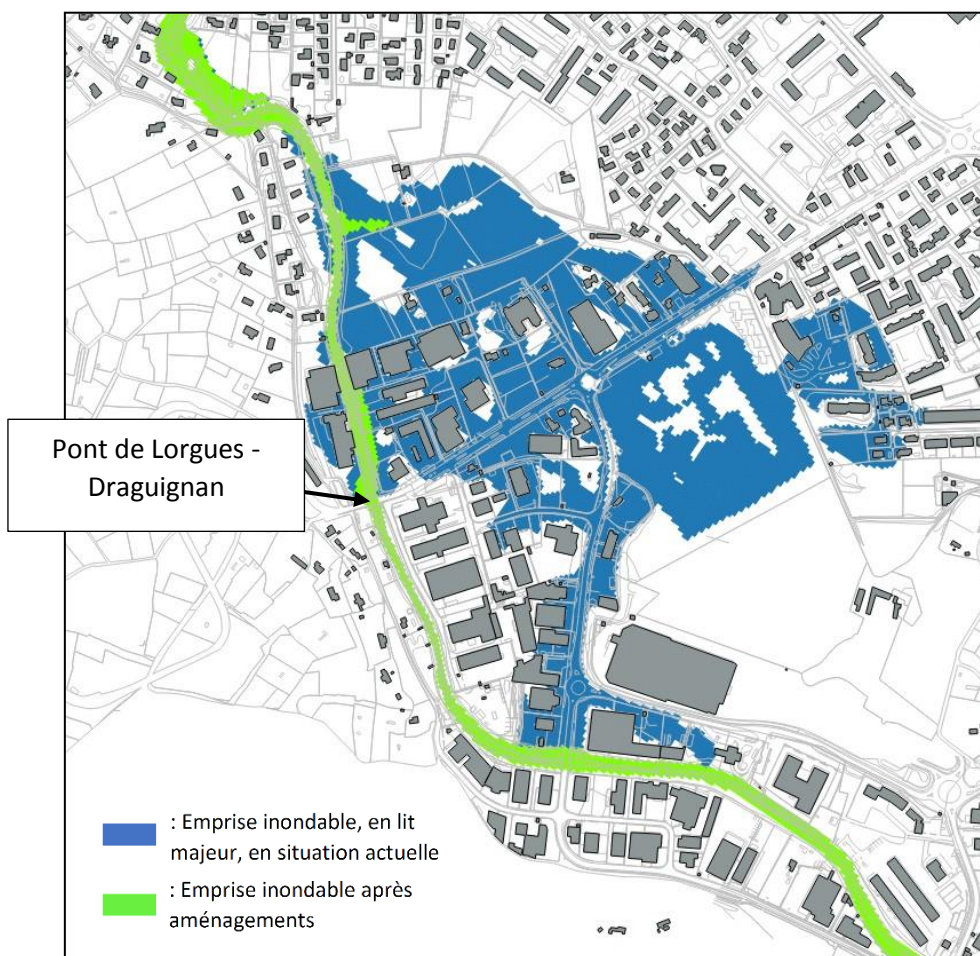 Pont de Lorgues -
Draguignan
: Emprise inondable, en lit
majeur, en situation actuelle
: Emprise inondable après
aménagements